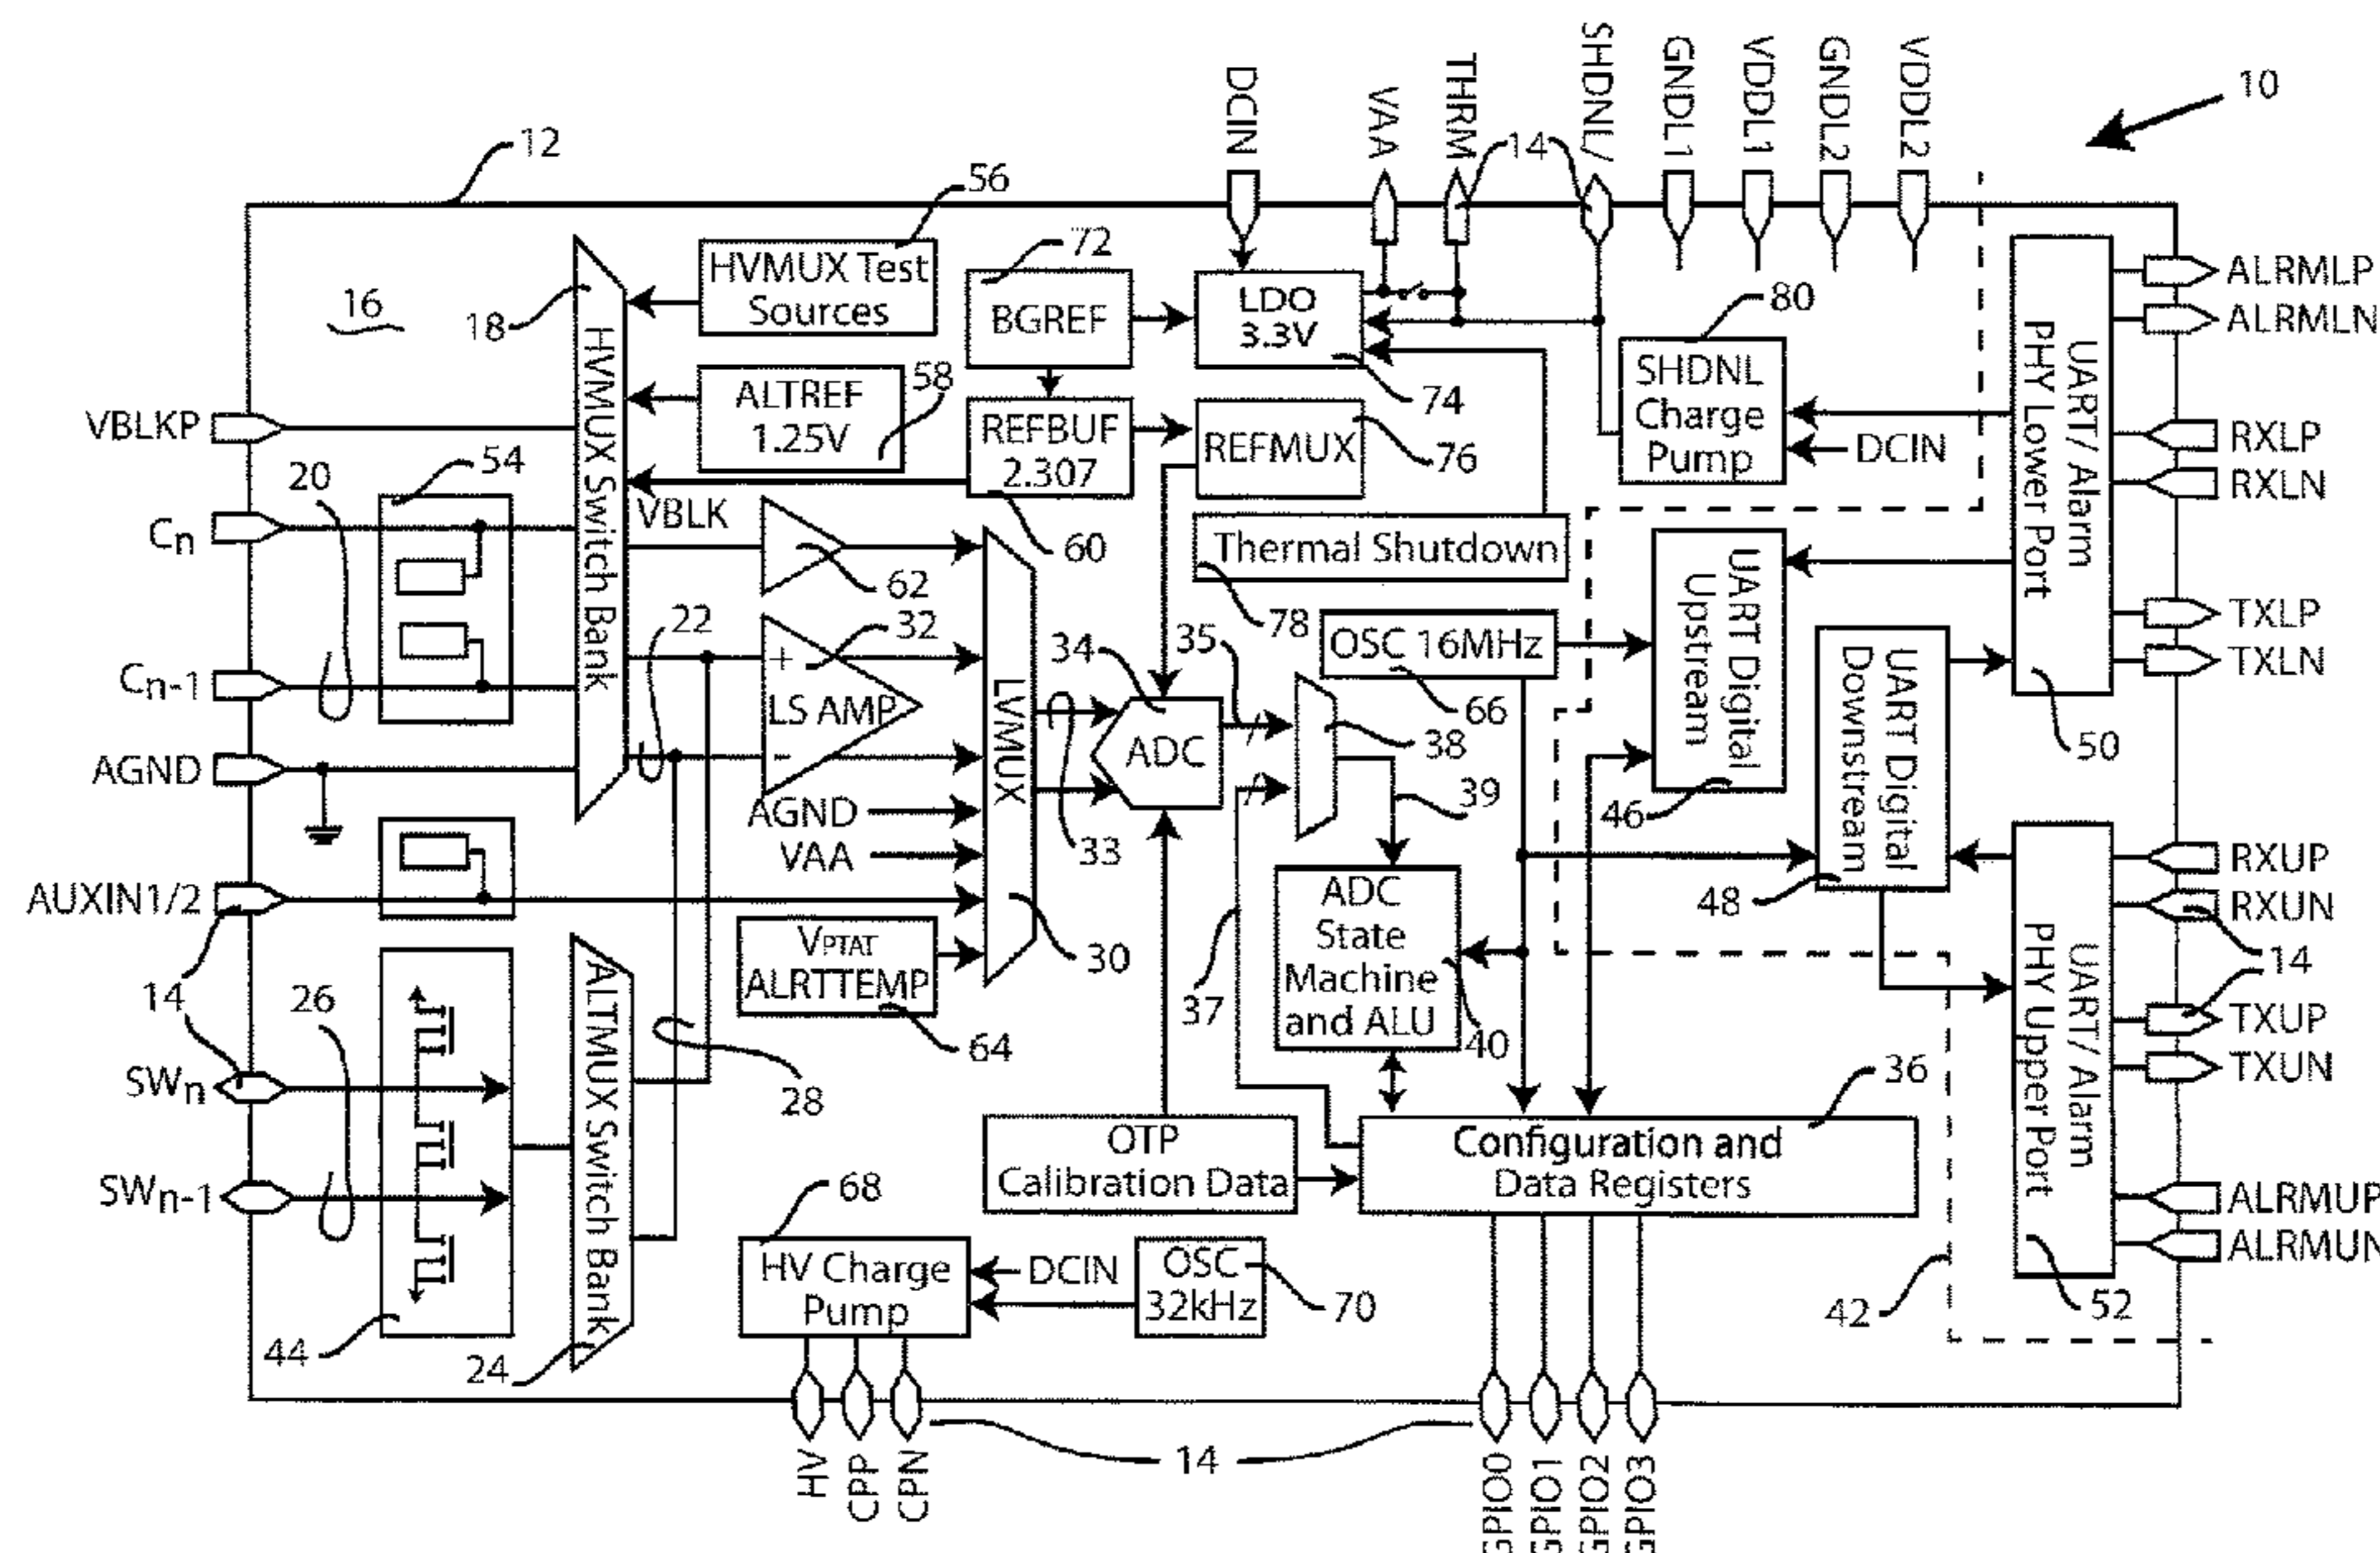 DCIN
VAA
THRM
SHDNL/
GNDL1
VDDL1
GNDL2
VDDL2
10
12
14
56
HVMUX Test
Sources
72
BGREF
LDO
3.3V
74
80
SHDNL
Charge
Pump
DCIN
16
18
HVMUX Switch Bank
58
ALTREF
1.25V
REFBUF
2.307
60
REFMUX
76
VBLKP
20
54
Cn
Cn-1
AGND
VBLK
62
22
32
+
LS AMP
-
Thermal Shutdown
78
OSC 16MHz
66
UART/ Alarm
PHY Lower Port
50
ALRMLP
ALRMLN
RXLP
RXLN
TXLP
TXLN
UART Digital
Upstream
46
UART Digital
Downstream
48
34
ADC
35
38
39
33
LVMUX
30
AGND
VAA
AUXIN1/2
14
VPTAT
ALRTTEMP
64
37
ADC
State
Machine
and ALU
40
26
SWn
SWn-1
44
ALTMUX Switch Bank
24
28
OTP
Calibration Data
36
Configuration and
Data Registers
68
HV Charge
Pump
DCIN
OSC
32kHz
70
42
UART/ Alarm
PHY Upper Port
52
RXUP
RXUN
14
TXUP
TXUN
ALRMUP
ALRMUN
HV
CPP
CPN
14
GPIO0
GPIO1
GPIO2
GPIO3